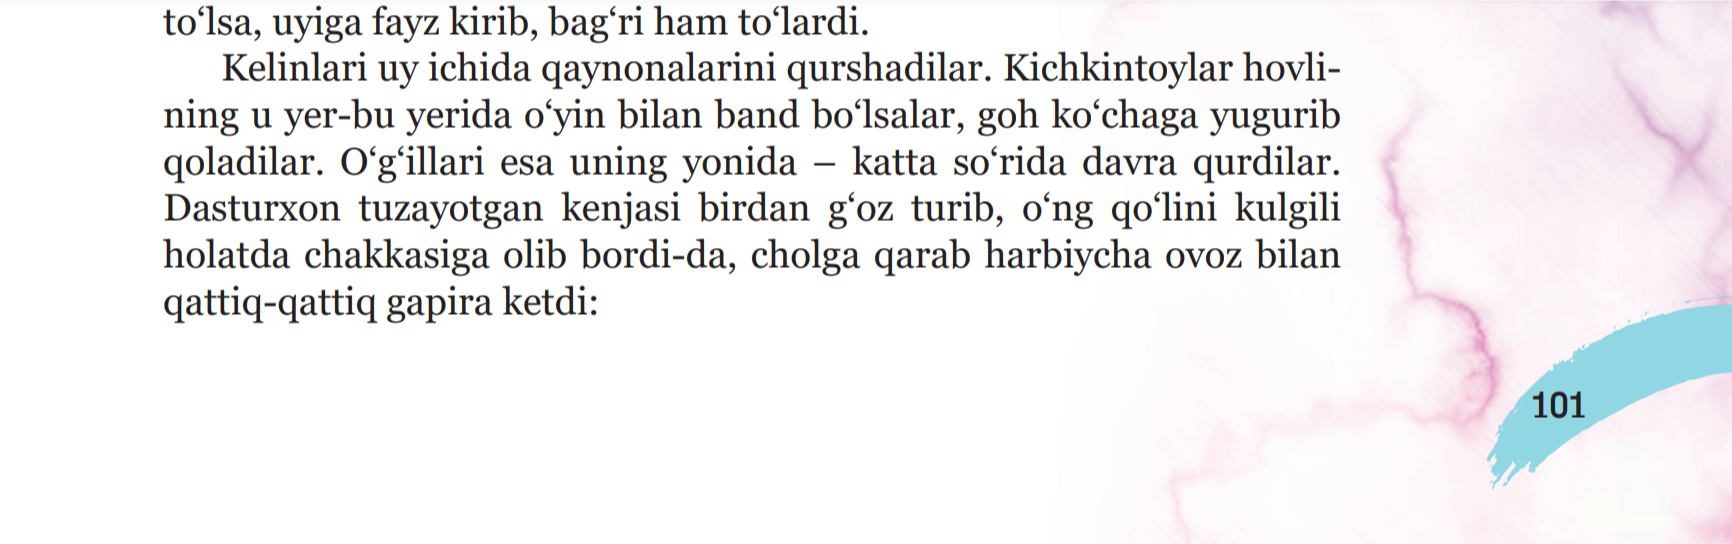 to‘lsa, uyiga fayz kirib, bag‘ri ham to‘lardi.
Kelinlari uy ichida qaynonalarini qurshadilar. Kichkintoylar hovli-
ning u yer-bu yerida o‘yin bilan band bo‘lsalar, goh ko‘chaga yugurib
qoladilar. O‘g‘illari esa uning yonida – katta so‘rida davra qurdilar.
Dasturxon tuzayotgan kenjasi birdan g‘oz turib, o‘ng qo‘lini kulgili
holatda chakkasiga olib bordi-da, cholga qarab harbiycha ovoz bilan
qattiq-qattiq gapira ketdi:
101